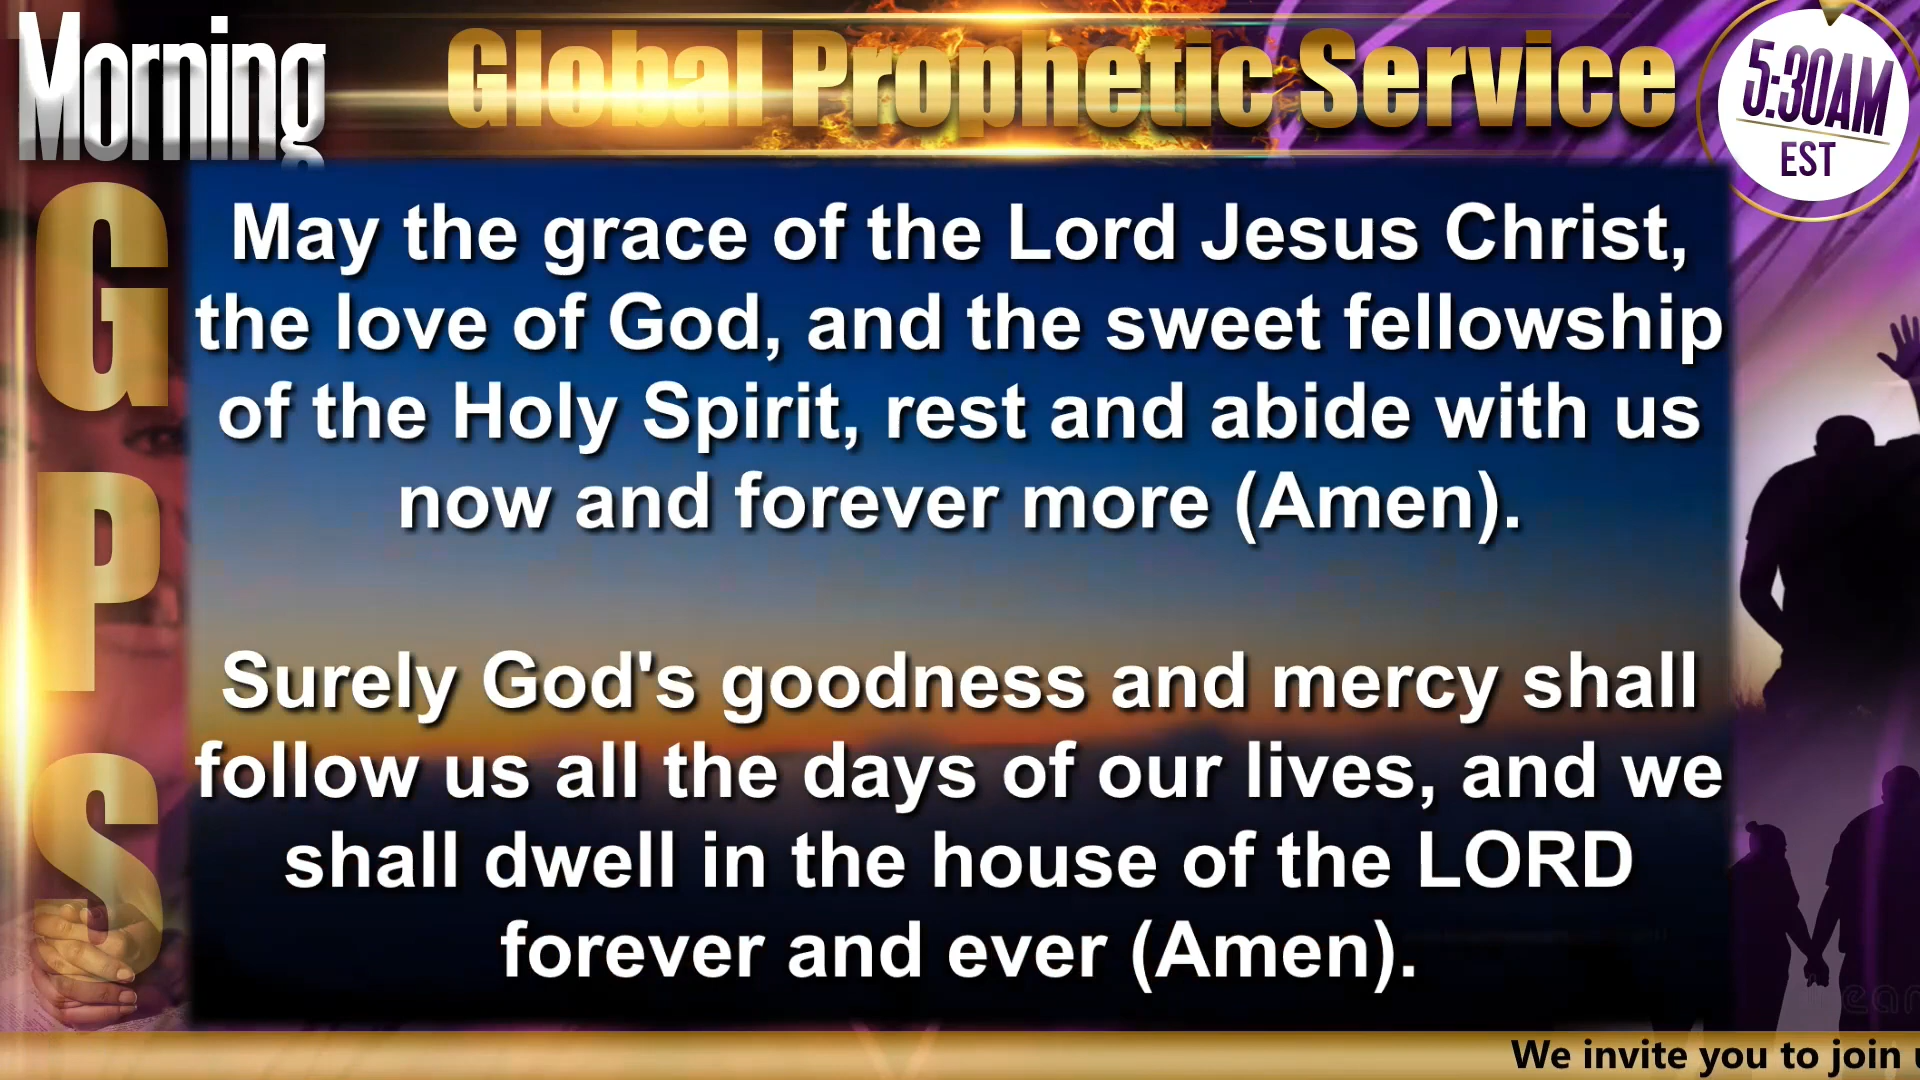 Morning
Global Prophetic Service
5:30AM
EST
G
P
S
May the grace of the Lord Jesus Christ,
the love of God, and the sweet fellowship
of the Holy Spirit, rest and abide with us
now and forever more (Amen).
Surely God's goodness and mercy shall
follow us all the days of our lives, and we
shall dwell in the house of the LORD
forever and ever (Amen).
We invite you to join